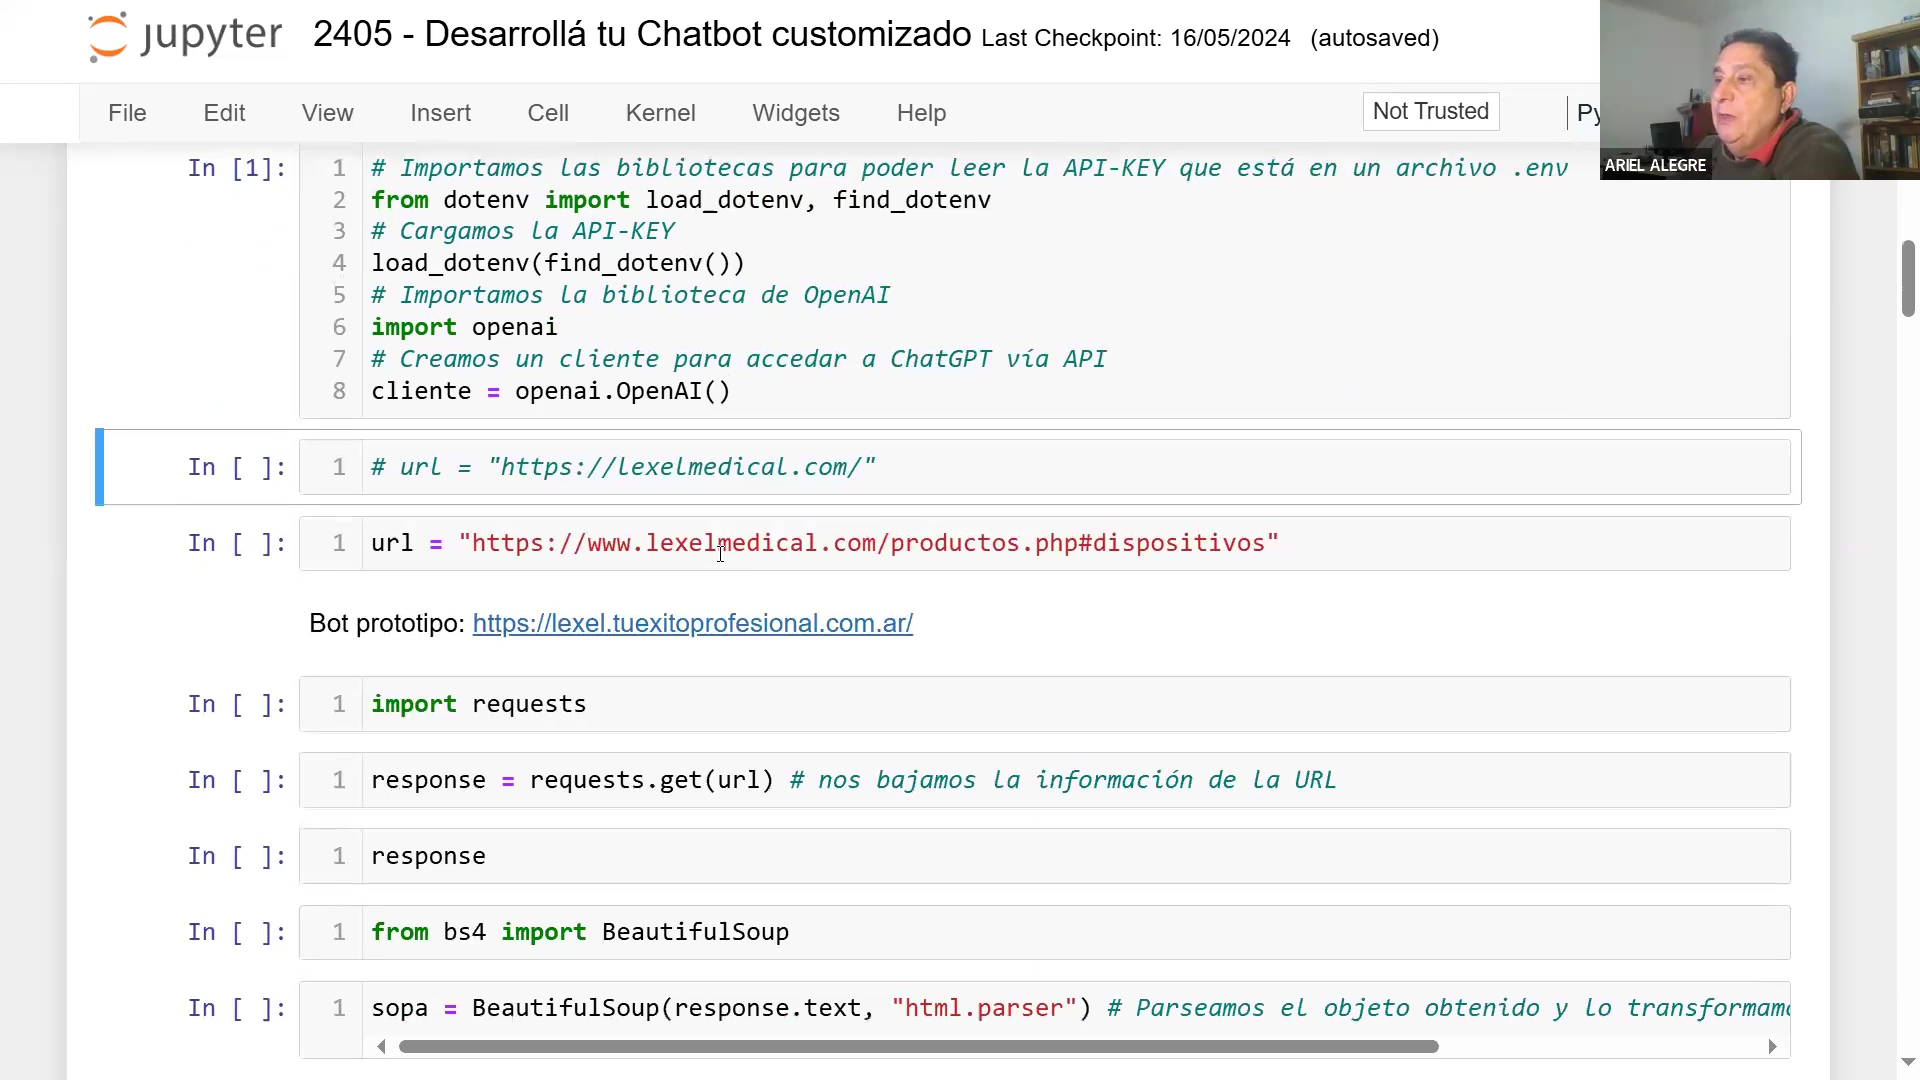 jupyter 2405 - Desarrollá tu Chatbot customizado Last Checkpoint: 16/05/2024 (autosaved)
File Edit View Insert Cell Kernel Widgets Help Not Trusted Py
ARIEL ALEGRE
In [1]: 1 # Importamos las bibliotecas para poder leer la API-KEY que está en un archivo .env
2 from dotenv import load_dotenv, find_dotenv
3 # Cargamos la API-KEY
4 load_dotenv(find_dotenv())
5 # Importamos la biblioteca de OpenAI
6 import openai
7 # Creamos un cliente para accedar a ChatGPT vía API
8 cliente = openai.OpenAI()
In [ ]: 1 # url = "https://lexelmedical.com/"
In [ ]: 1 url = "https://www.lexelmedical.com/productos.php#dispositivos"
Bot prototipo: https://lexel.tuexitoprofesional.com.ar/
In [ ]: 1 import requests
In [ ]: 1 response = requests.get(url) # nos bajamos la información de la URL
In [ ]: 1 response
In [ ]: 1 from bs4 import BeautifulSoup
In [ ]: 1 sopa = BeautifulSoup(response.text, "html.parser") # Parseamos el objeto obtenido y lo transformamo